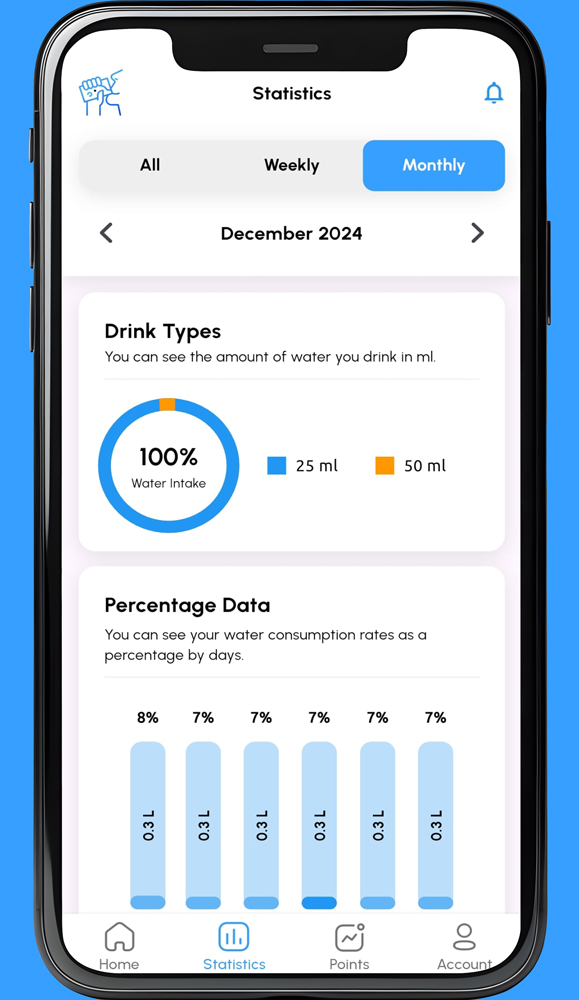 Statistics
All Weekly Monthly
December 2024
Drink Types
You can see the amount of water you drink in ml.
100%
Water Intake
25 ml 50 ml
Percentage Data
You can see your water consumption rates as a
percentage by days.
8% 7% 7% 7% 7% 7%
0.3 L 0.3 L 0.3 L 0.3 L 0.3 L 0.3 L
Home Statistics Points Account